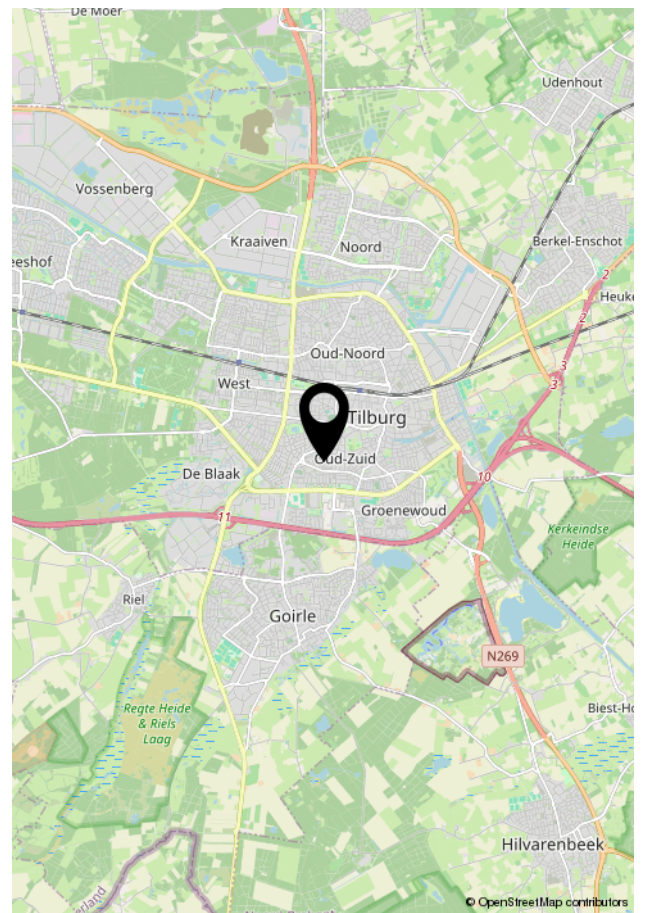 De Moer
Udenhout
Vossenberg
Kraaiven
Noord
Berkel-Enschot
eeshof
2
Heuke
2
Oud-Noord
3
West
3
Tilburg
Oud-Zuid
De Blaak
10
Groenewoud
11
Kerkeindse
Heide
Riel
Goirle
N269
Regte Heide
& Riels
Laag
Biest-Ho
Hilvarenbeek
erland
© OpenStreetMap contributors